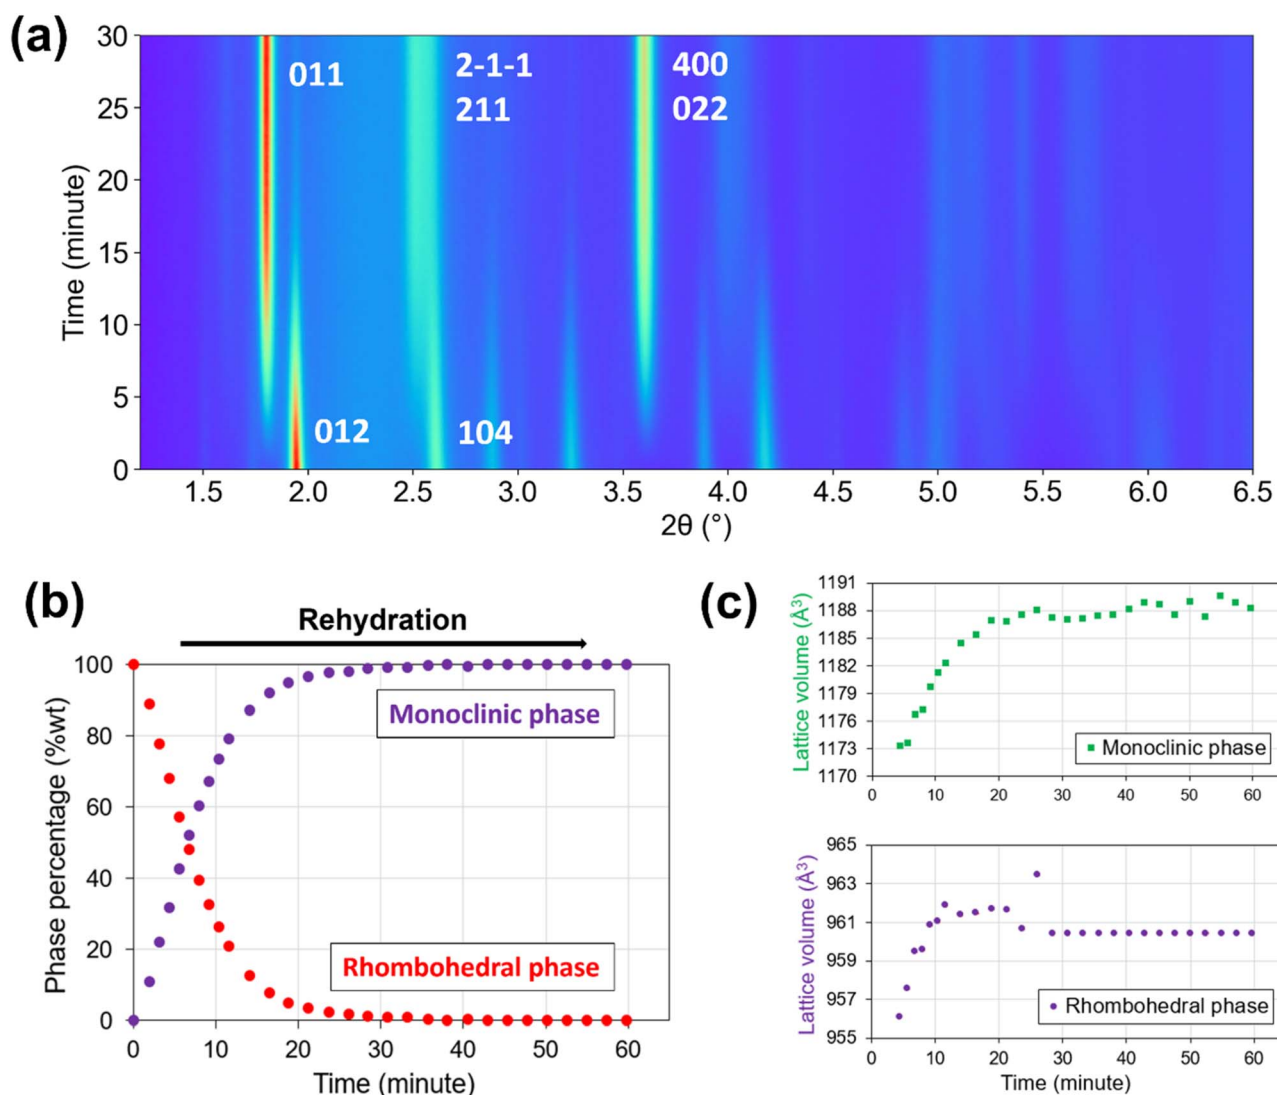 (a)
30
25
20
15
10
5
0
Time (minute)
011
2-1-1
211
400
022
012
104
1.5 2.0 2.5 3.0 3.5 4.0 4.5 5.0 5.5 6.0 6.5
2θ (°)
(b)
Rehydration
100
80
60
40
20
0
Phase percentage (%wt)
Monoclinic phase
Rhombohedral phase
0 10 20 30 40 50 60
Time (minute)
(c)
1191
1188
1185
1182
1179
1176
1173
1170
Lattice volume (Å³)
Monoclinic phase
0 10 20 30 40 50 60
965
963
961
959
957
955
Lattice volume (Å³)
Rhombohedral phase
0 10 20 30 40 50 60
Time (minute)